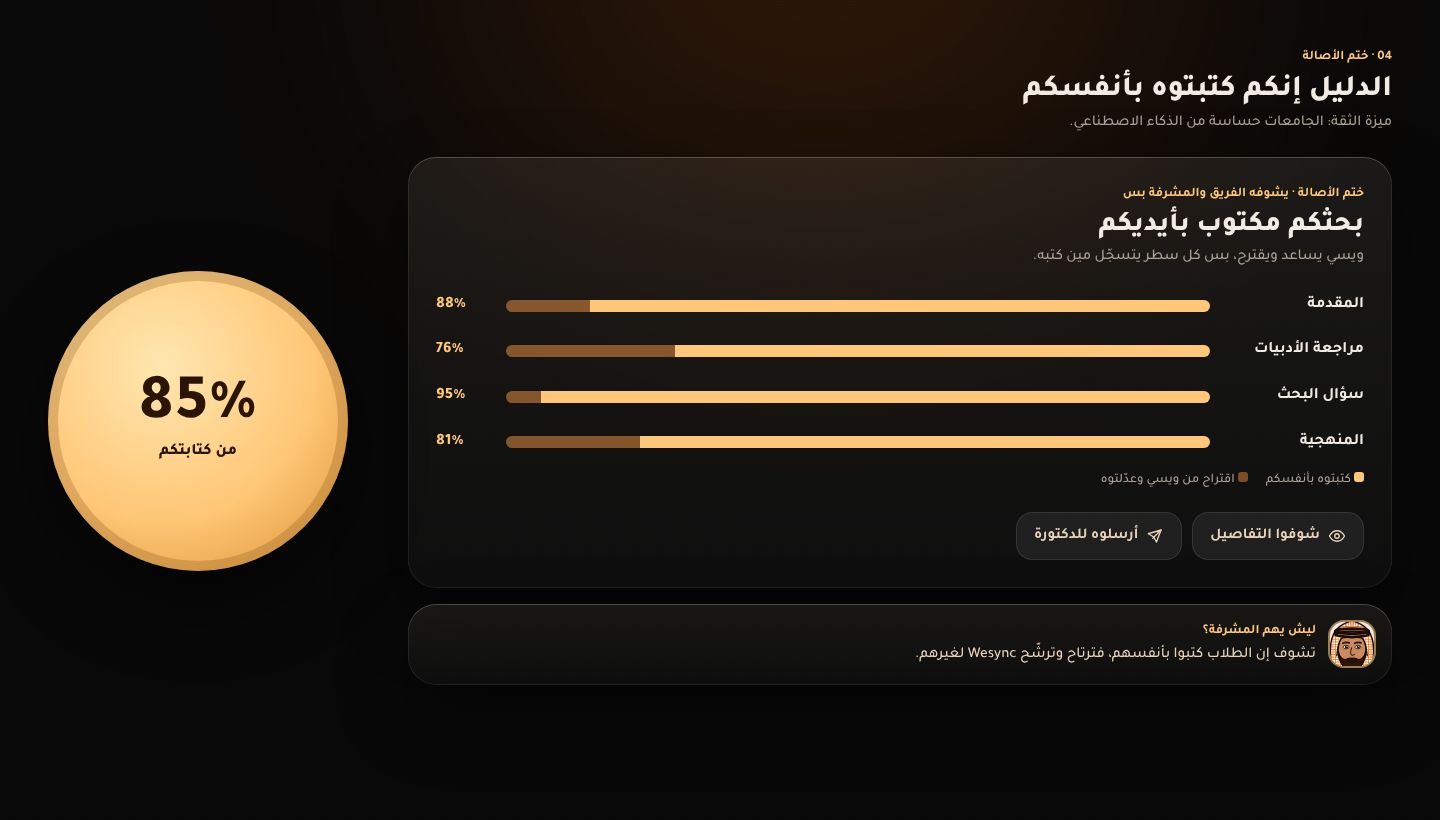 04 · ختم الأصالة
الدليل إنكم كتبتوه بأنفسكم
ميزة الثقة: الجامعات حساسة من الذكاء الاصطناعي.
ختم الأصالة · يشوفه الفريق والمشرفة بس
بحثكم مكتوب بأيديكم
ويسي يساعد ويقترح، بس كل سطر يتسجّل مين كتبه.
المقدمة 88%
مراجعة الأدبيات 76%
سؤال البحث 95%
المنهجية 81%
كتبتوه بأنفسكم اقتراح من ويسي وعدّلتوه
شوفوا التفاصيل أرسلوه للدكتورة
85%
من كتابتكم
ليش يهم المشرفة؟
تشوف إن الطلاب كتبوا بأنفسهم، فترتاح وترشّح Wesync لغيرهم.